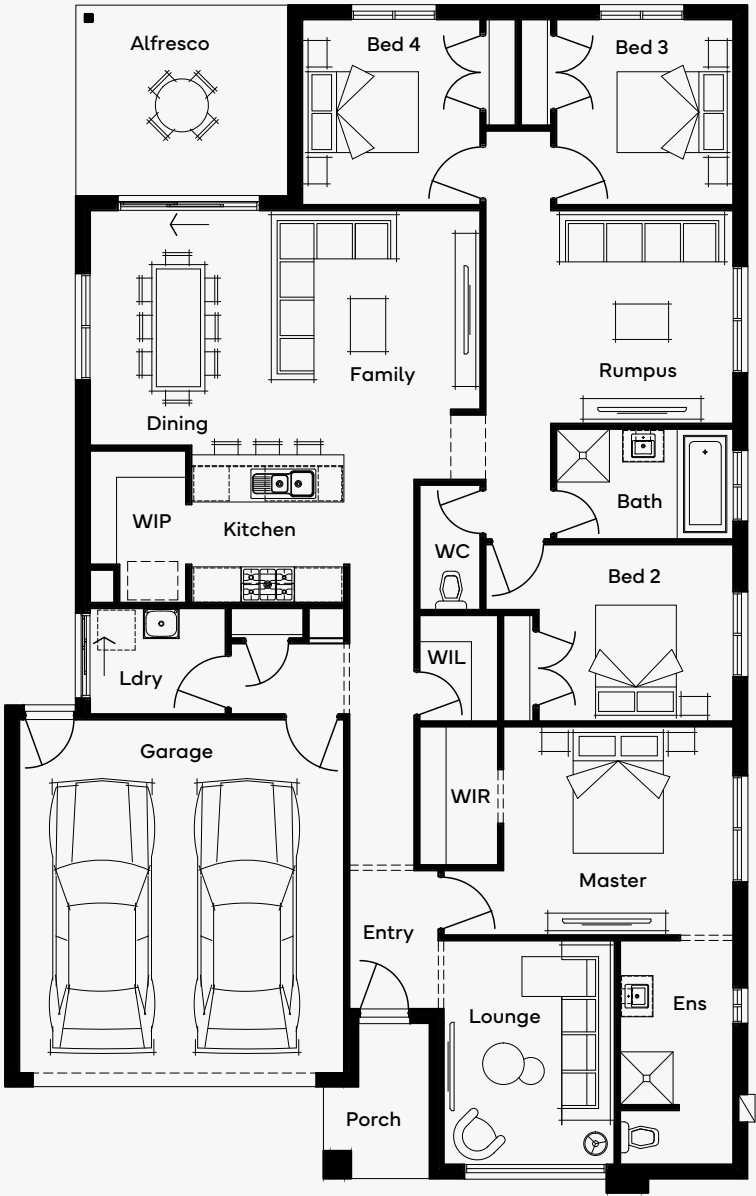 Alfresco
Bed 4
Bed 3
Family
Rumpus
Dining
WIP
Kitchen
Bath
WC
Bed 2
Ldry
WIL
Garage
WIR
Master
Entry
Lounge
Ens
Porch